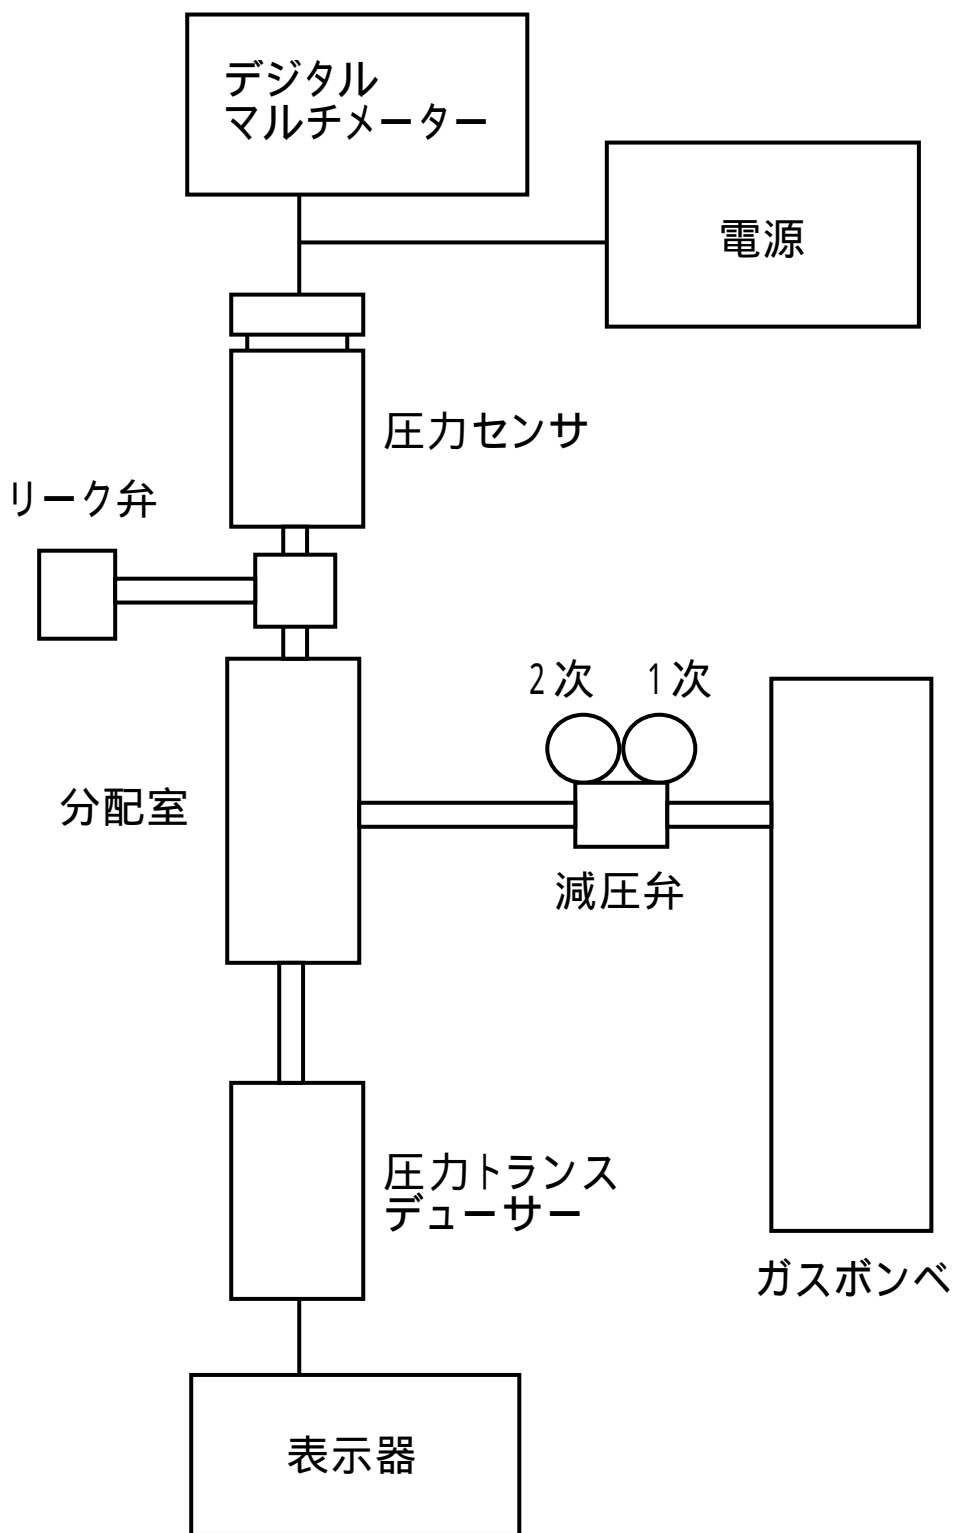 デジタル
マルチメーター
電源
圧力センサ
リーク弁
2次 1次
分配室
減圧弁
圧力トランス
デューサー
ガスボンベ
表示器